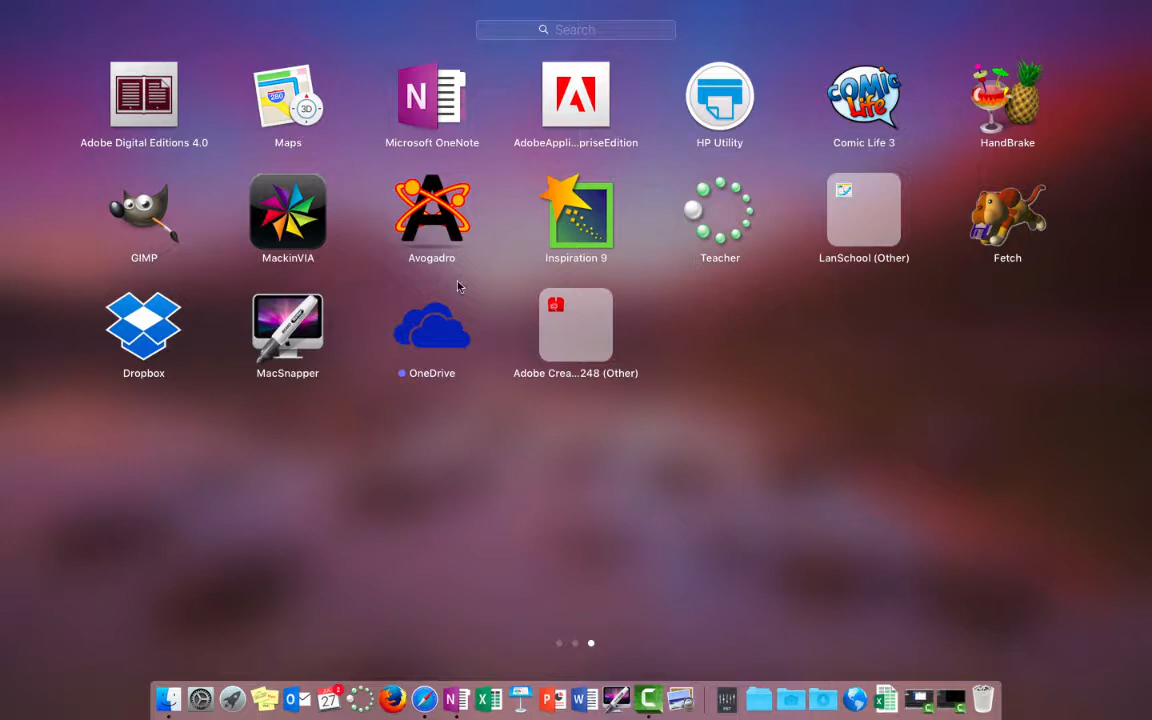 Search
Adobe Digital Editions 4.0
Maps
Microsoft OneNote
AdobeAppli...priseEdition
HP Utility
Comic Life 3
HandBrake
GIMP
MackinVIA
Avogadro
Inspiration 9
Teacher
LanSchool (Other)
Fetch
Dropbox
MacSnapper
OneDrive
Adobe Crea...248 (Other)